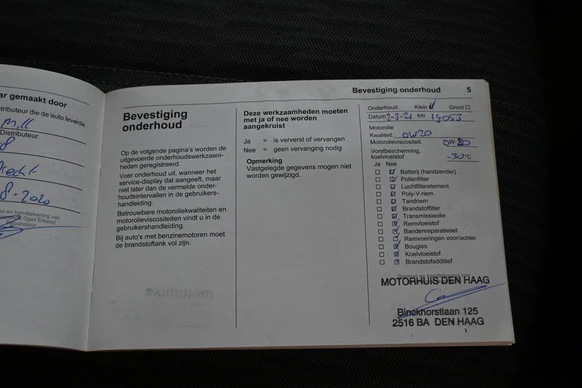 ar gemaakt door
tributeur die de auto leverde
Distributeur
8-2020
Bevestiging onderhoud 5
Bevestiging
onderhoud
Op de volgende pagina's worden de
uitgevoerde onderhoudswerkzaam-
heden geregistreerd.
Voer onderhoud uit, wanneer het
service-display dat aangeeft, maar
niet later dan de vermelde onder-
houdsintervallen in de gebruikers-
handleiding.
Betrouwbare motoroliekwaliteiten en
motorolieviscositeiten vindt u in de
gebruikershandleiding.
Bij auto's met benzinemotoren moet
de brandstoftank vol zijn.
Deze werkzaamheden moeten
met ja of nee worden
aangekruist
Ja = is ververst of vervangen
Nee = geen vervanging nodig
Opmerking
Vastgelegde gegevens mogen niet
worden gewijzigd.
Onderhoud: Klein Groot
Datum 2-3-21 km 19053
Motorolie
Kwaliteit: 0W20
Motorolieviscositeit: 0W-20
Vorstbescherming,
koelvloeistof -30°C
Ja Nee
Batterij (handzender)
Pollenfilter
Luchtfilterelement
Poly-V-riem
Tandriem
Brandstoffilter
Transmissieolie
Remvloeistof
Bandenreparatieset
Remvoeringen voor/achter
Bougies
Koelvloeistof
Brandstofadditief
MOTORHUIS DEN HAAG
Binckhorstlaan 125
2516 BA DEN HAAG